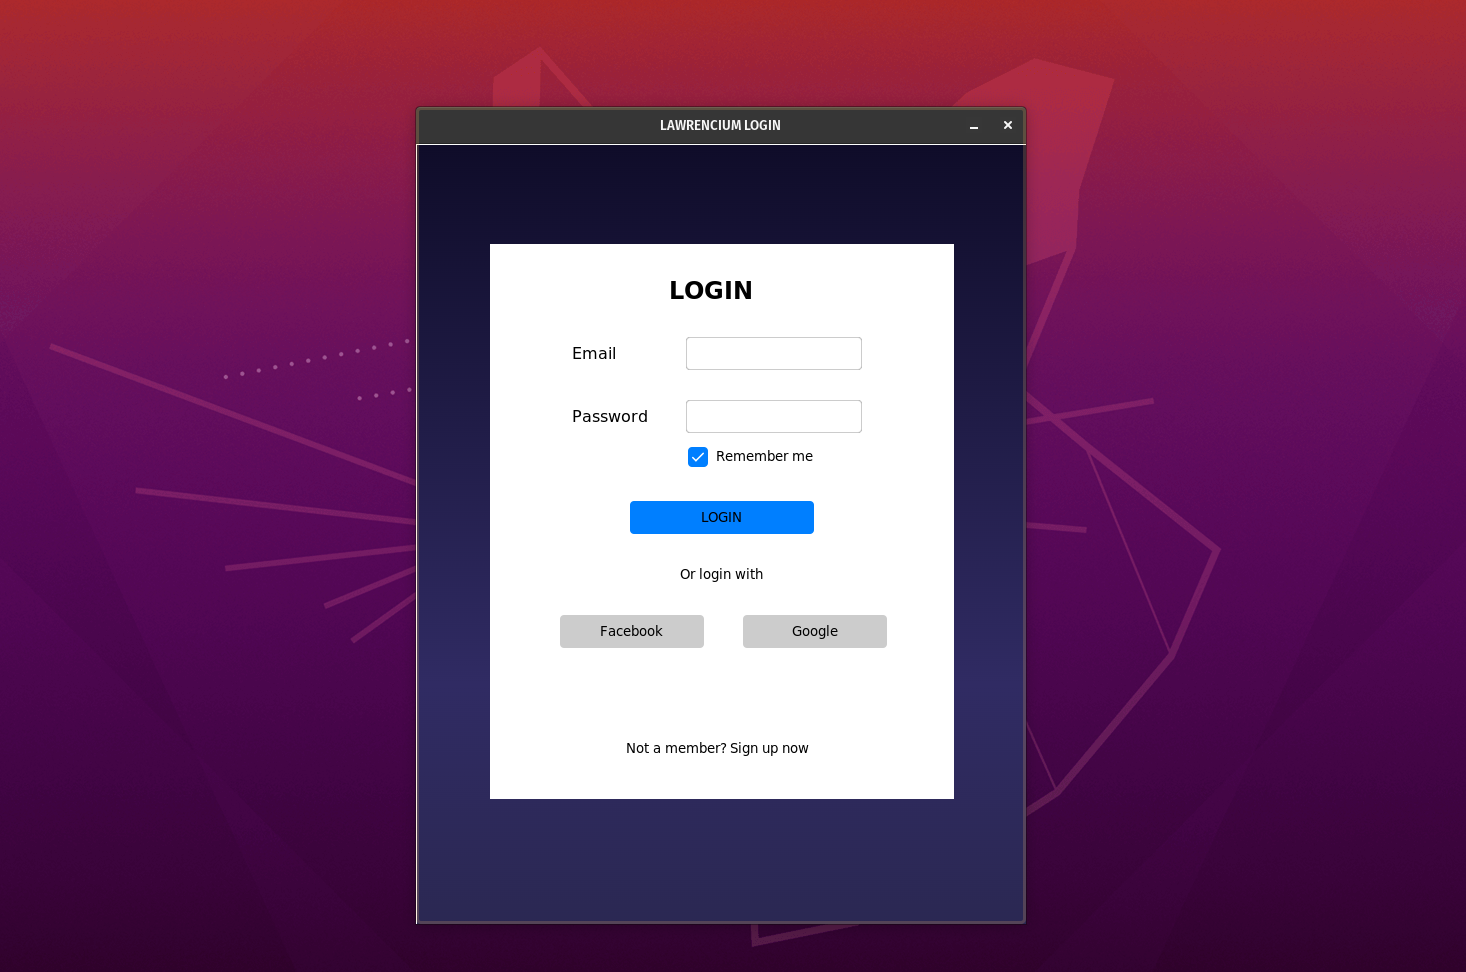 LAWRENCIUM LOGIN
LOGIN
Email
Password
Remember me
LOGIN
Or login with
Facebook Google
Not a member? Sign up now